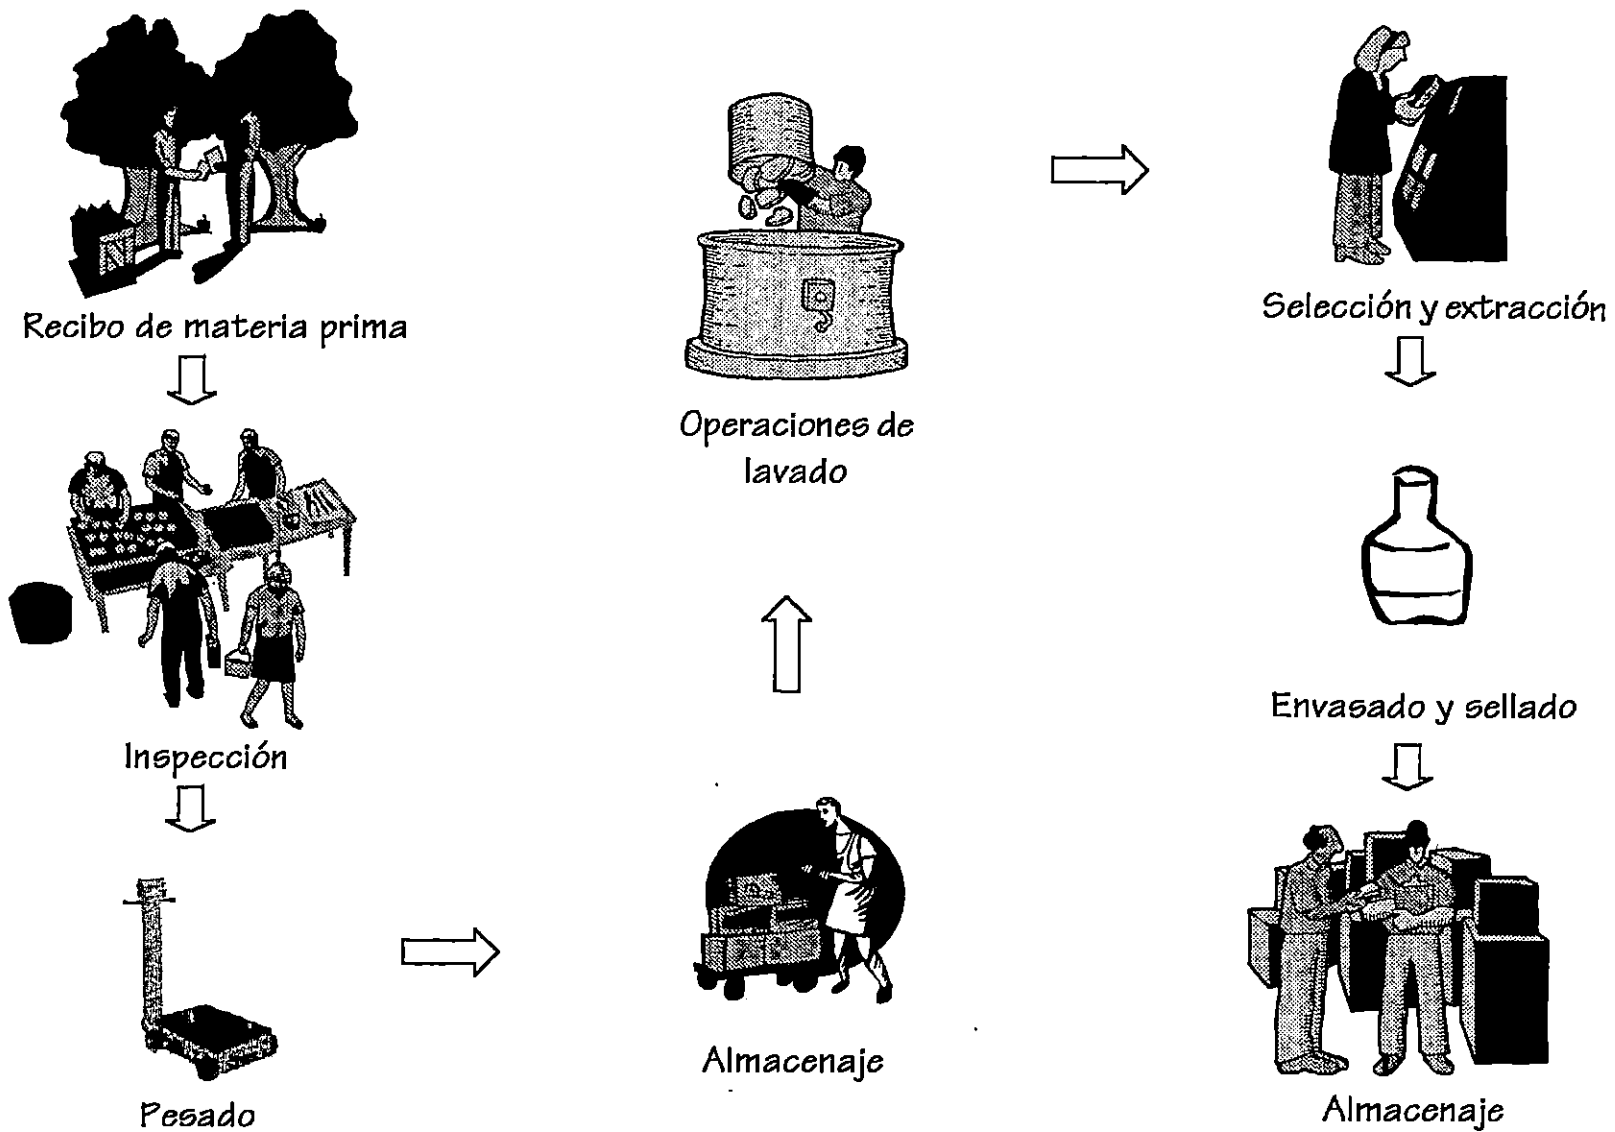 Recibo de materia prima
Inspección
Pesado
Almacenaje
Operaciones de
lavado
Selección y extracción
Envasado y sellado
Almacenaje